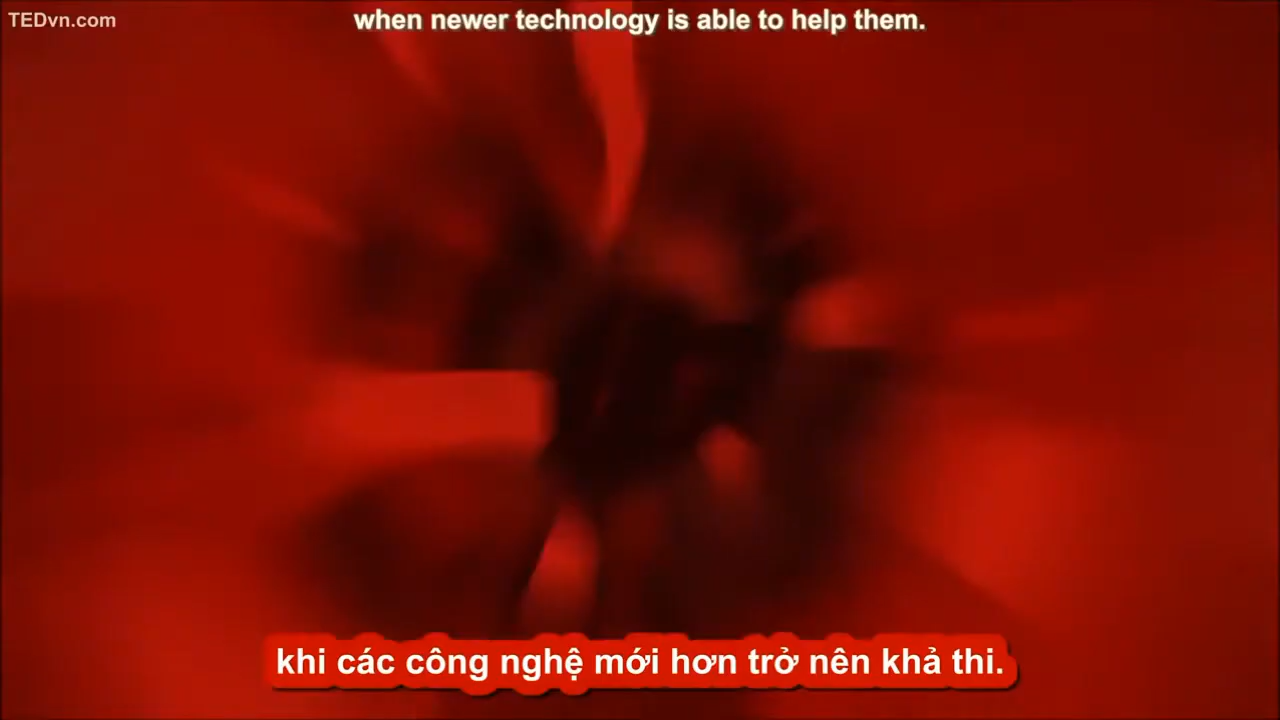 TEDvn.com
when newer technology is able to help them.
khi các công nghệ mới hơn trở nên khả thi.